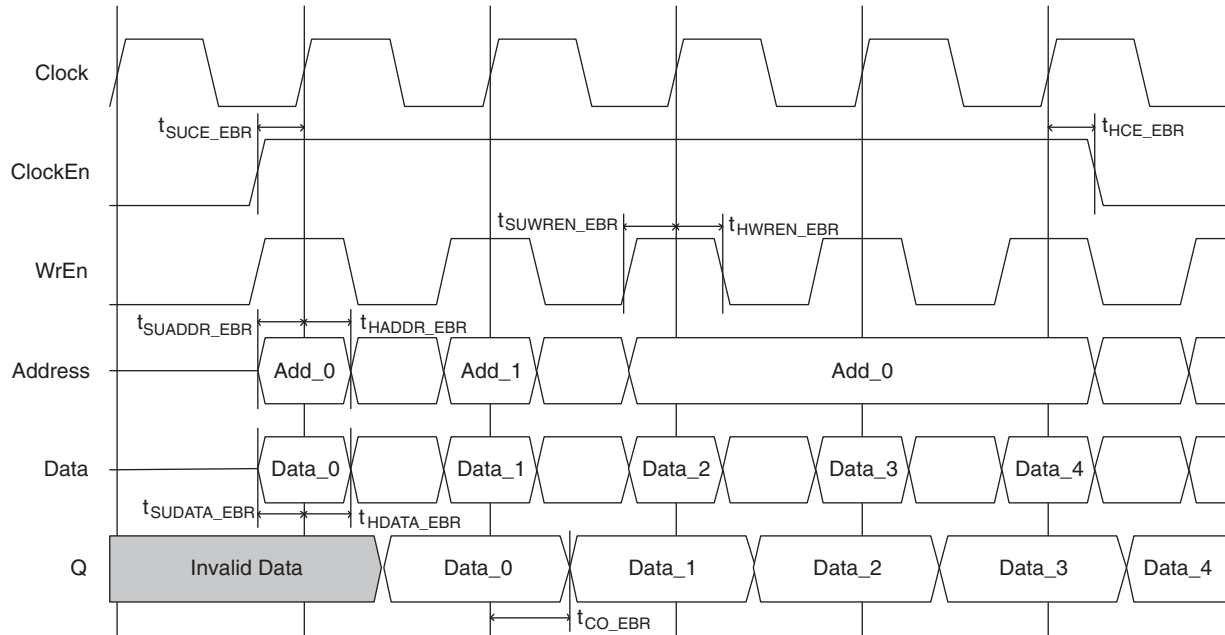 Clock
tSUCE_EBR
tHCE_EBR
ClockEn
tSUWREN_EBR
tHWREN_EBR
WrEn
tSUADDR_EBR
tHADDR_EBR
Address
Add_0
Add_1
Add_0
Data
Data_0
Data_1
Data_2
Data_3
Data_4
tSUDATA_EBR
tHDATA_EBR
Q
Invalid Data
Data_0
Data_1
Data_2
Data_3
Data_4
tCO_EBR